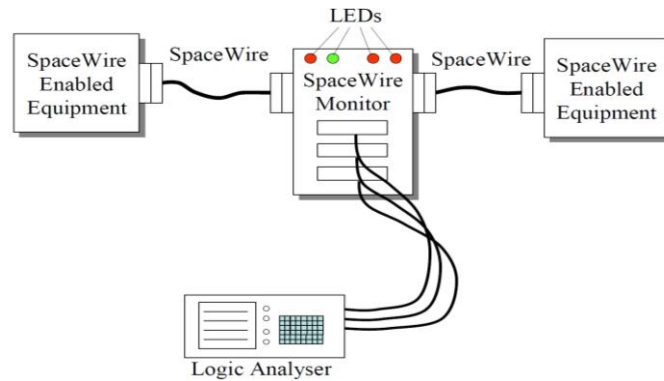 LEDs
SpaceWire
Enabled
Equipment
SpaceWire
SpaceWire
Monitor
SpaceWire
SpaceWire
Enabled
Equipment
Logic Analyser